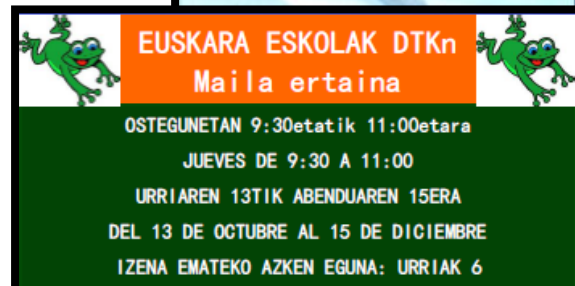 EUSKARA ESKOLAK DTKn
Maila ertaina
OSTEGUNETAN 9:30etatik 11:00etara
JUEVES DE 9:30 A 11:00
URRIAREN 13TIK ABENDUAREN 15ERA
DEL 13 DE OCTUBRE AL 15 DE DICIEMBRE
IZENA EMATEKO AZKEN EGUNA: URRIAK 6